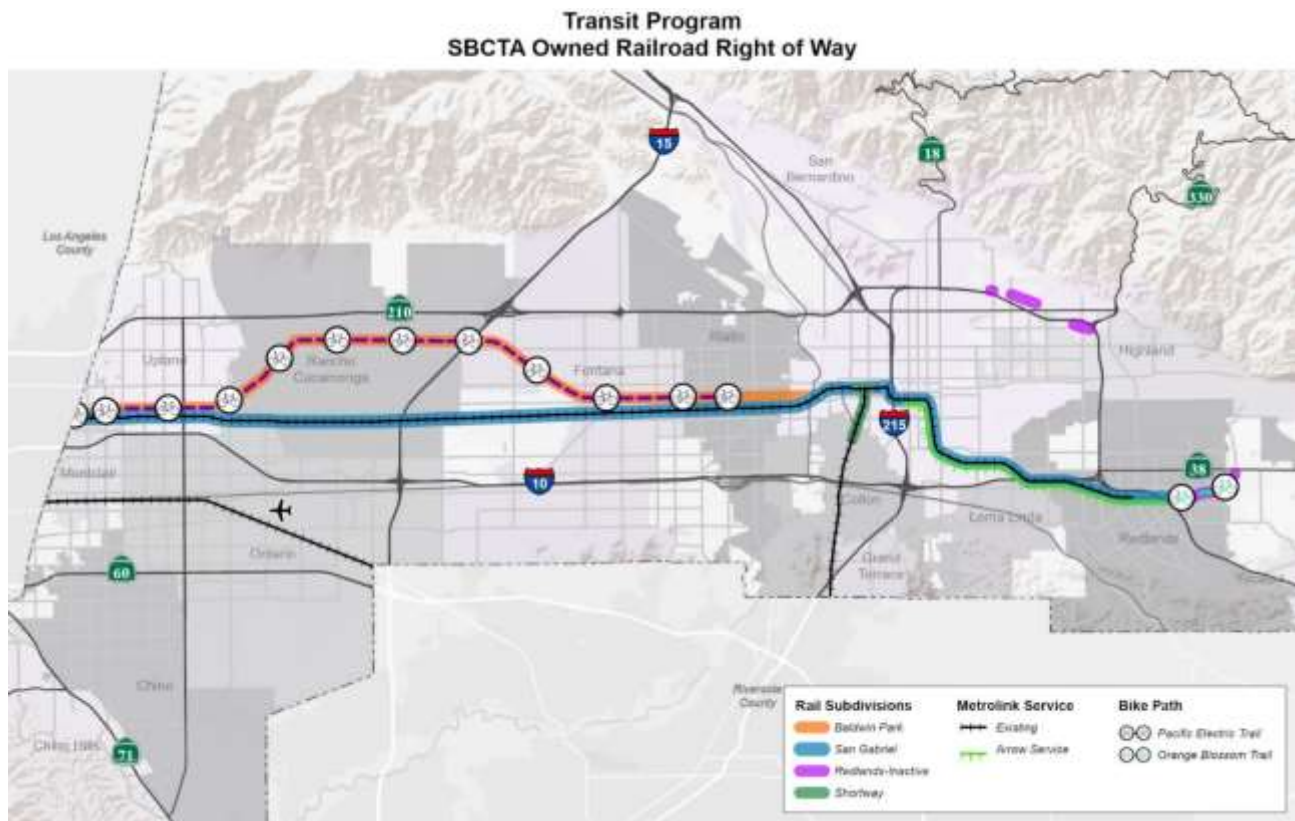 Transit Program
SBCTA Owned Railroad Right of Way
15
18
San
Bernardino
330
Los Angeles
County
210
Upland
Rancho
Cucamonga
Rialto
Highland
Fontana
215
38
Montclair
10
Colton
Loma Linda
Redlands
Ontario
Grand
Terrace
60
Chino
Riverside
County
Chino Hills
71
Rail Subdivisions
Baldwin Park
San Gabriel
Redlands-Inactive
Shortway
Metrolink Service
Existing
Arrow Service
Bike Path
Pacific Electric Trail
Orange Blossom Trail